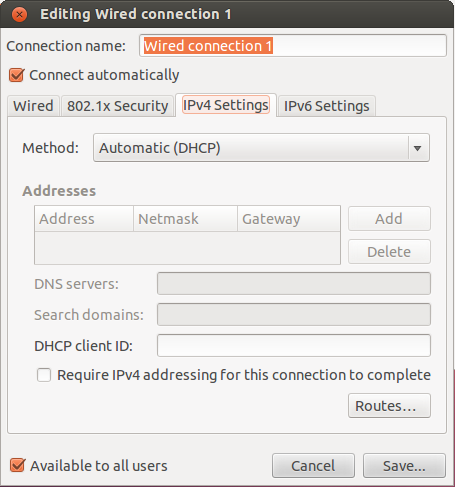 Editing Wired connection 1
Connection name: Wired connection 1
Connect automatically
Wired 802.1x Security IPv4 Settings IPv6 Settings
Method: Automatic (DHCP)
Addresses
Address Netmask Gateway Add
Delete
DNS servers:
Search domains:
DHCP client ID:
Require IPv4 addressing for this connection to complete
Routes…
Available to all users Cancel Save...